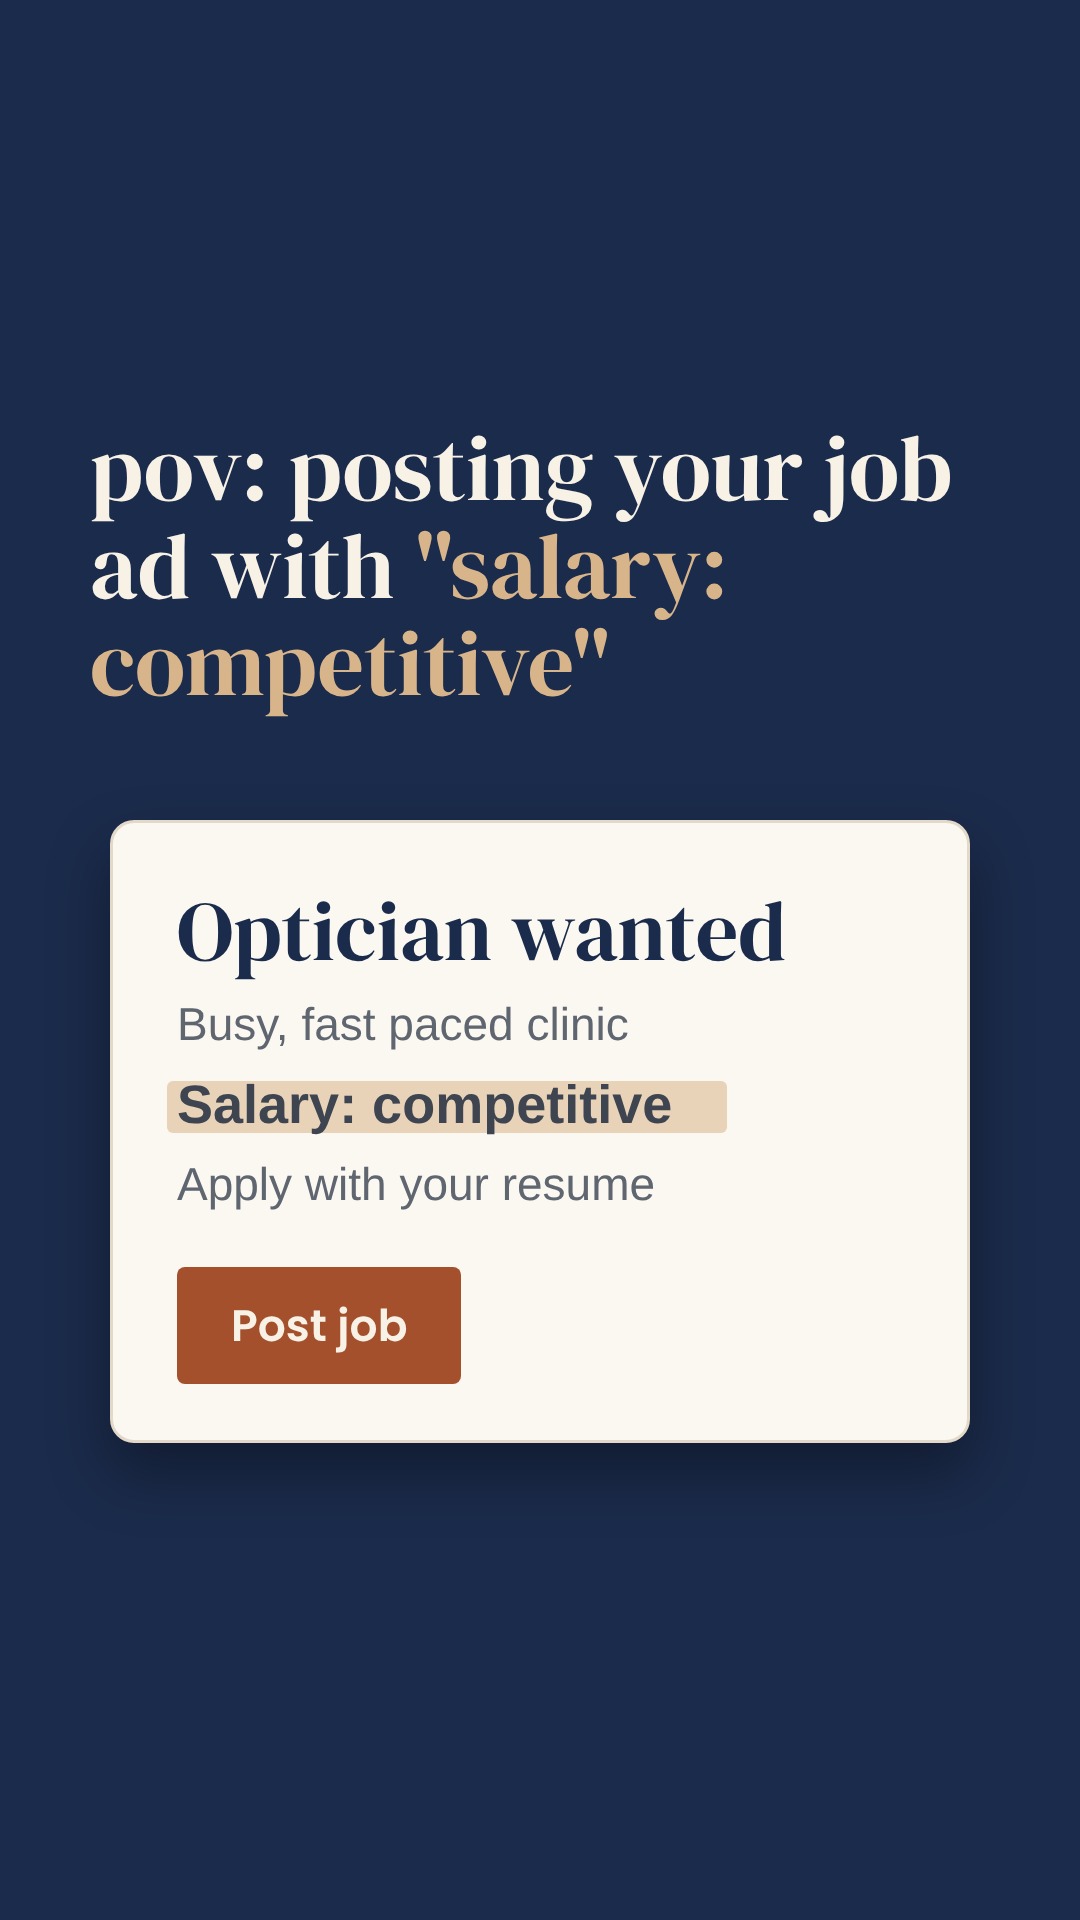 pov: posting your job
ad with "salary:
competitive"
Optician wanted
Busy, fast paced clinic
Salary: competitive
Apply with your resume
Post job